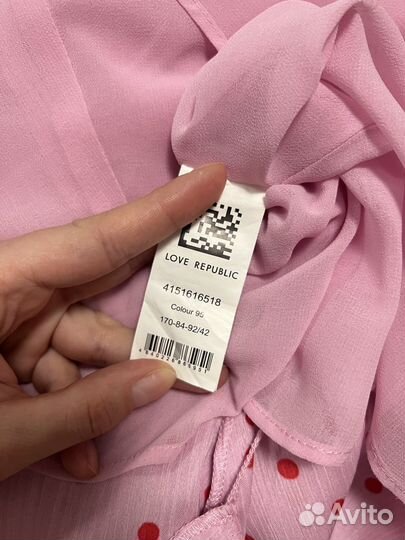 LOVE REPUBLIC
4151616518
Colour 95
170-84-92/42
Avito